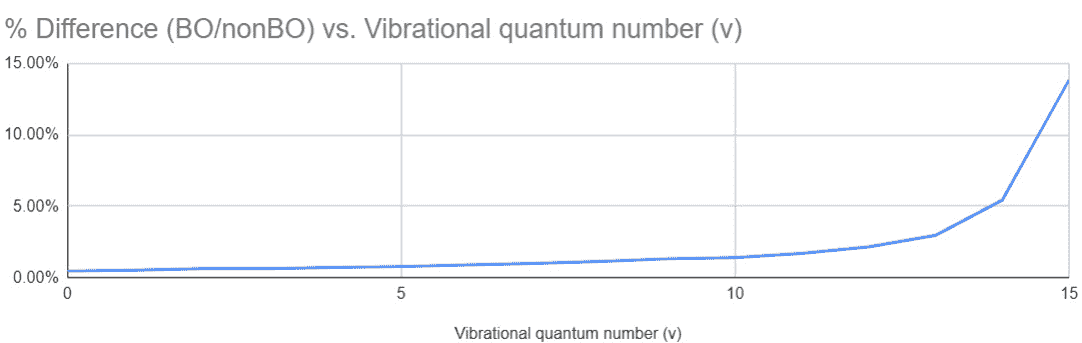 % Difference (BO/nonBO) vs. Vibrational quantum number (v)
15.00%
10.00%
5.00%
0.00%
0 5 10 15
Vibrational quantum number (v)